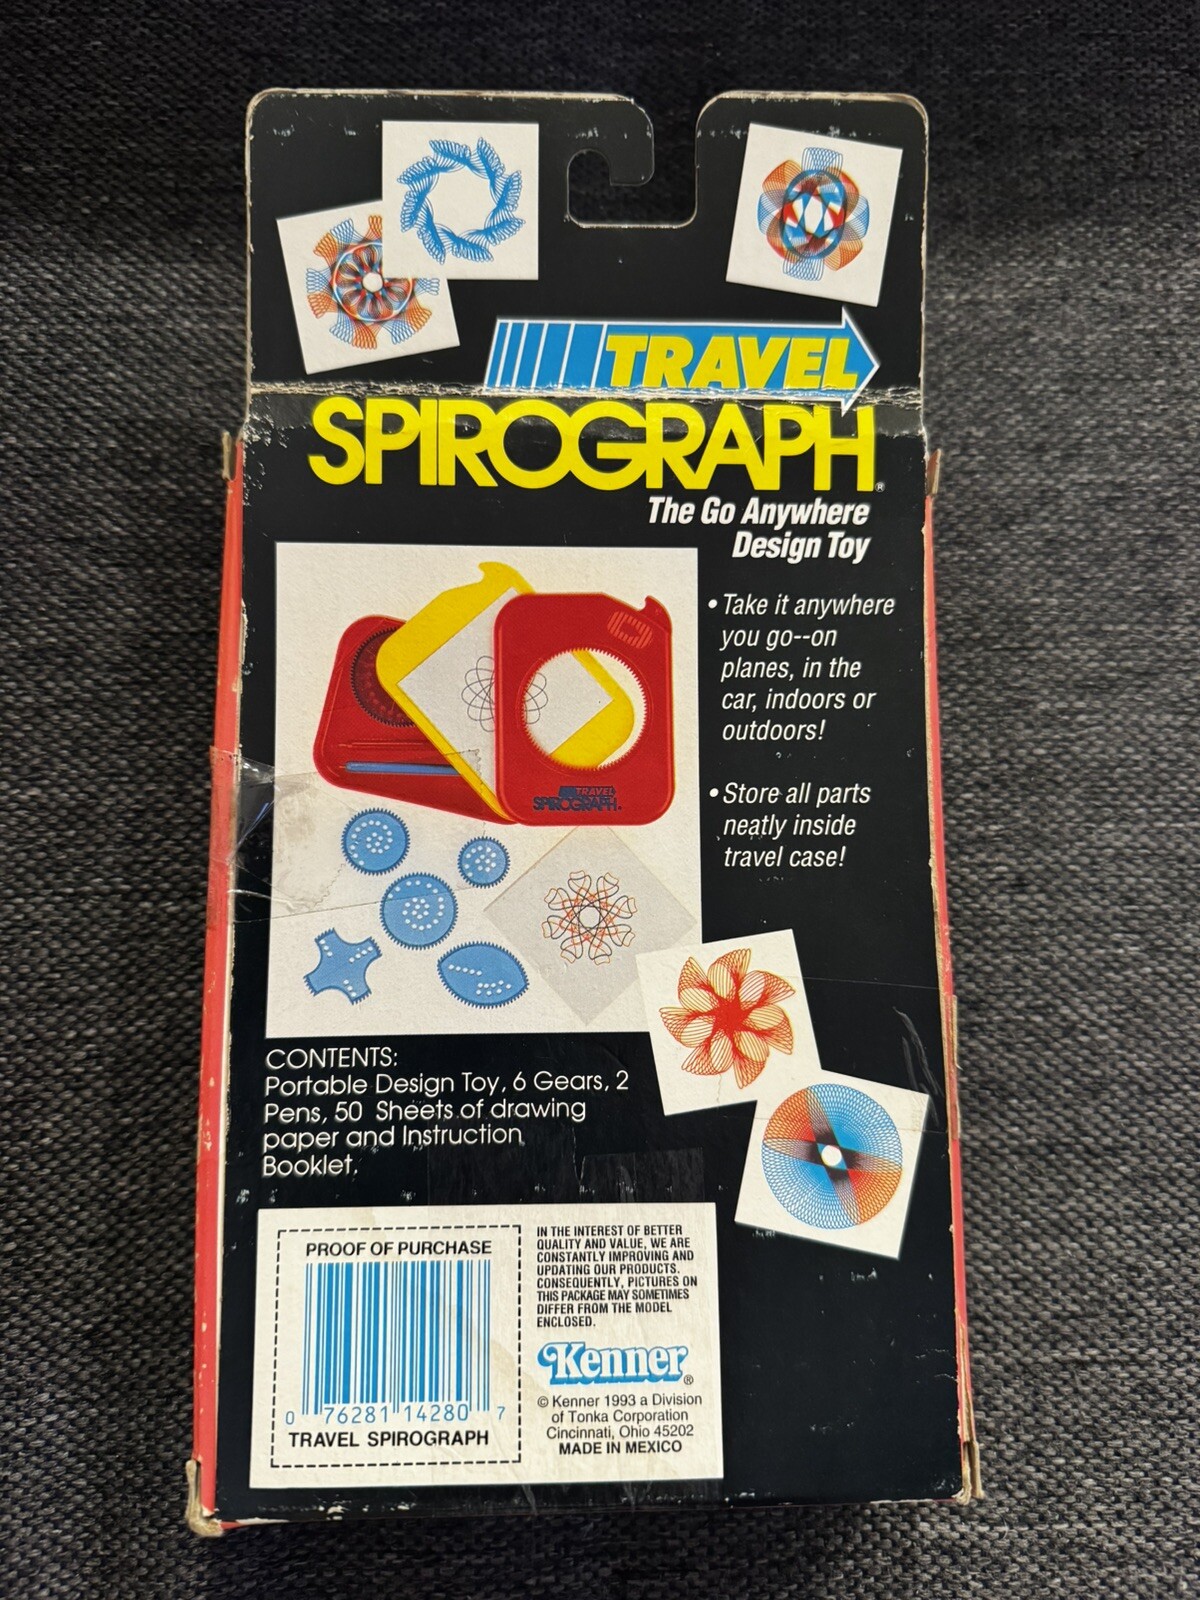 TRAVEL
SPIROGRAPH®
The Go Anywhere
Design Toy
• Take it anywhere
you go--on
planes, in the
car, indoors or
outdoors!
• Store all parts
neatly inside
travel case!
TRAVEL
SPIROGRAPH
CONTENTS:
Portable Design Toy, 6 Gears, 2
Pens, 50 Sheets of drawing
paper and Instruction
Booklet.
PROOF OF PURCHASE
0 76281 14280 7
TRAVEL SPIROGRAPH
IN THE INTEREST OF BETTER
QUALITY AND VALUE, WE ARE
CONSTANTLY IMPROVING AND
UPDATING OUR PRODUCTS.
CONSEQUENTLY, PICTURES ON
THIS PACKAGE MAY SOMETIMES
DIFFER FROM THE MODEL
ENCLOSED.
Kenner®
© Kenner 1993 a Division
of Tonka Corporation
Cincinnati, Ohio 45202
MADE IN MEXICO